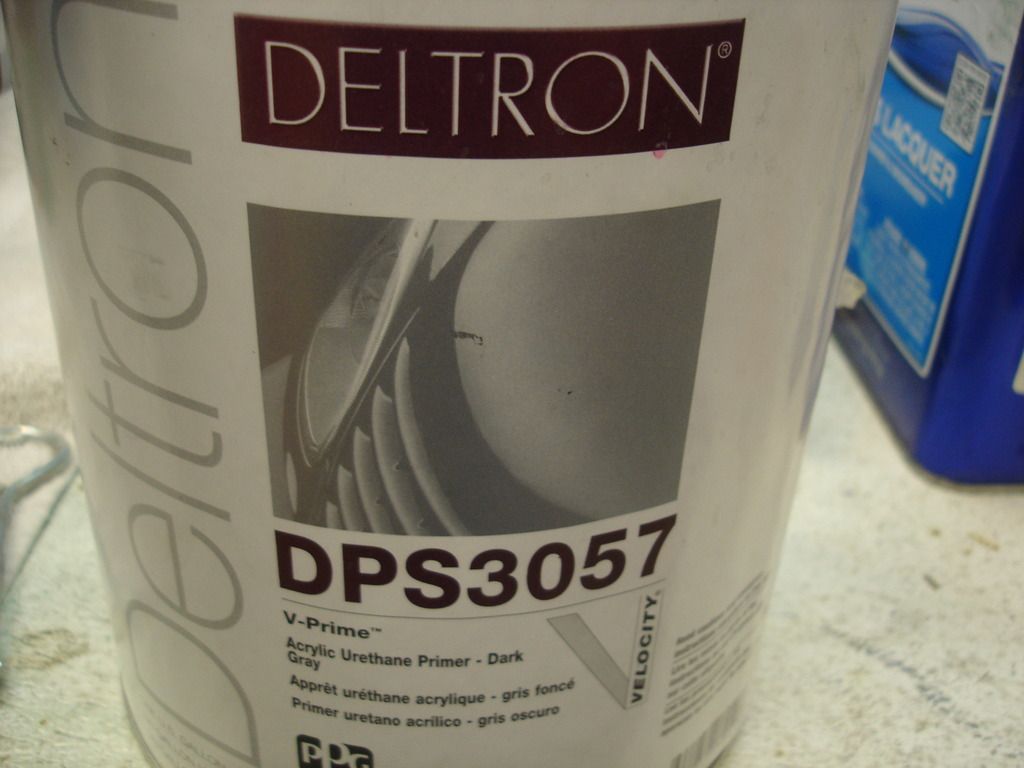 Deltron
DELTRON®
DPS3057
V-Prime™
Acrylic Urethane Primer - Dark
Gray
Apprêt uréthane acrylique - gris foncé
Primer uretano acrílico - gris oscuro
VELOCITY
PPG
LACQUER